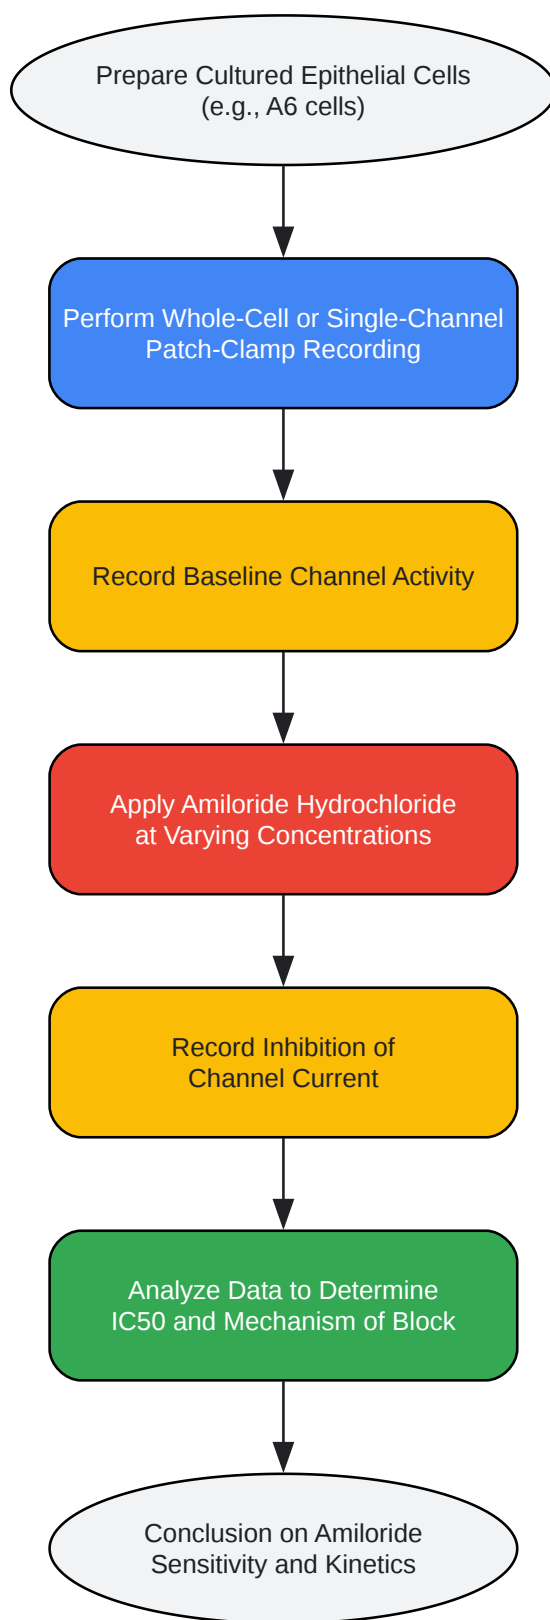 Prepare Cultured Epithelial Cells
(e.g., A6 cells)
Perform Whole-Cell or Single-Channel
Patch-Clamp Recording
Record Baseline Channel Activity
Apply Amiloride Hydrochloride
at Varying Concentrations
Record Inhibition of
Channel Current
Analyze Data to Determine
IC50 and Mechanism of Block
Conclusion on Amiloride
Sensitivity and Kinetics